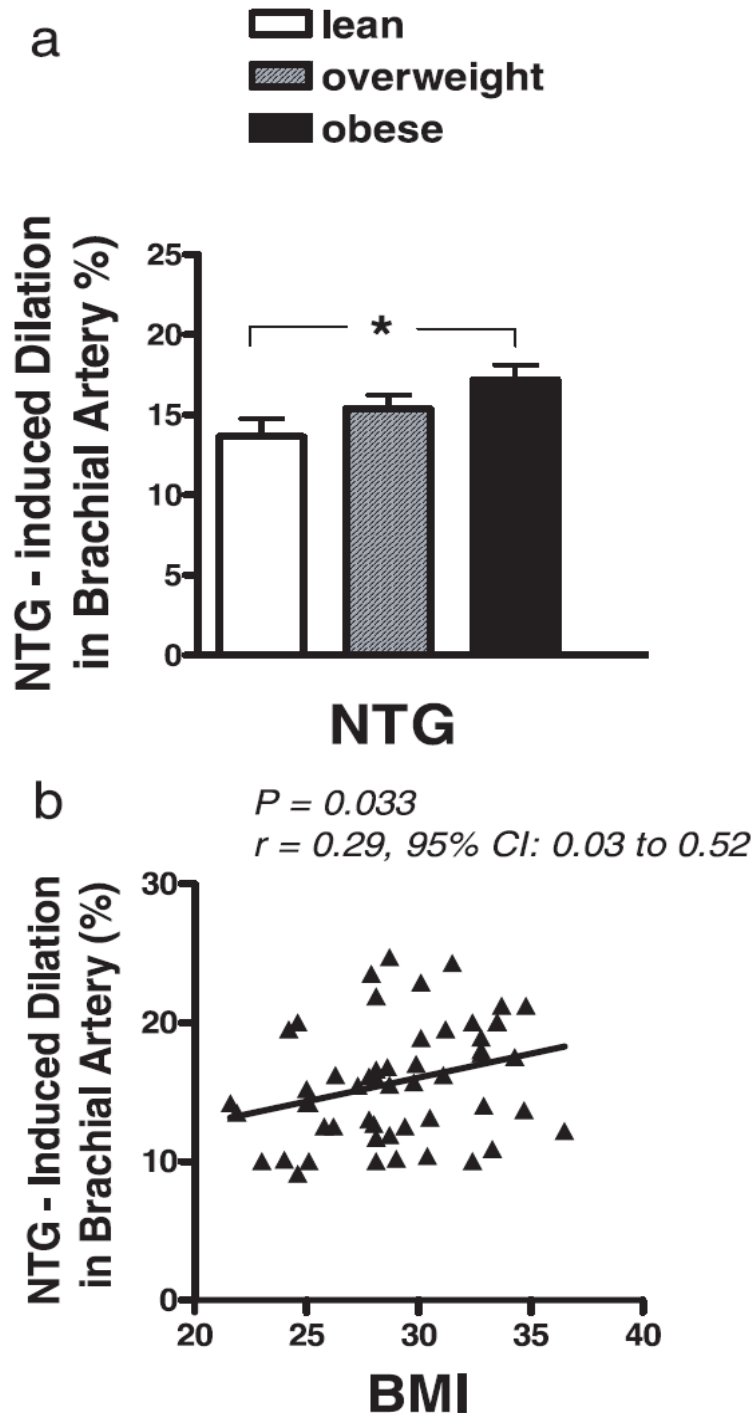 a
lean
overweight
obese
NTG - induced Dilation
in Brachial Artery %)
25
20
15
10
5
0
*
NTG
b
P = 0.033
r = 0.29, 95% CI: 0.03 to 0.52
NTG - Induced Dilation
in Brachial Artery (%)
30
20
10
0
20 25 30 35 40
BMI